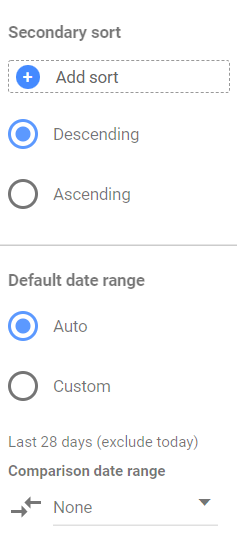 Secondary sort
Add sort
Descending
Ascending
Default date range
Auto
Custom
Last 28 days (exclude today)
Comparison date range
None